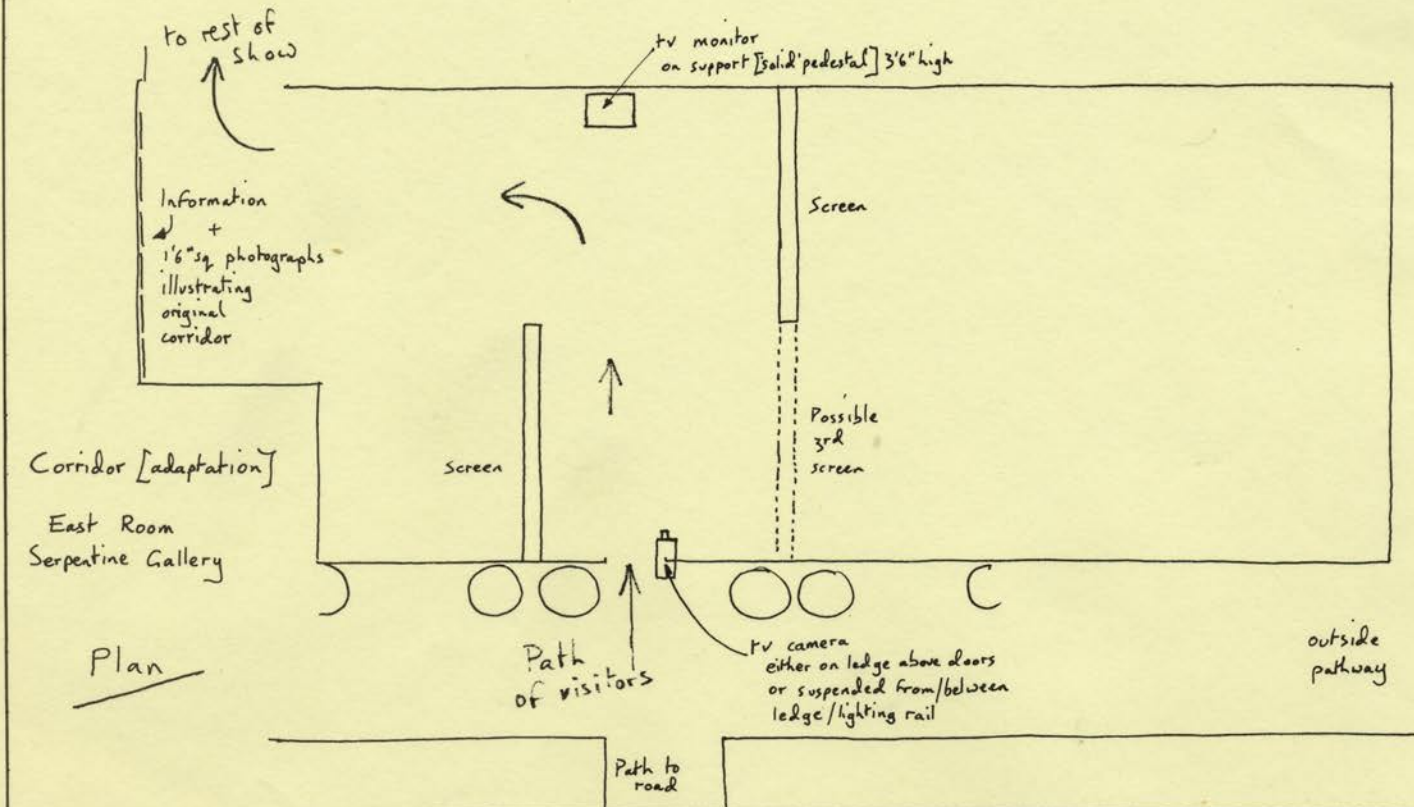 to rest of
show
tv monitor
on support [solid pedestal] 3'6" high
Information
+
1'6" sq photographs
illustrating
original
corridor
Screen
Corridor [adaptation]
East Room
Serpentine Gallery
Screen
Possible
3rd
screen
Plan
Path
of visitors
tv camera
either on ledge above doors
or suspended from/between
ledge/lighting rail
outside
pathway
Path to
road